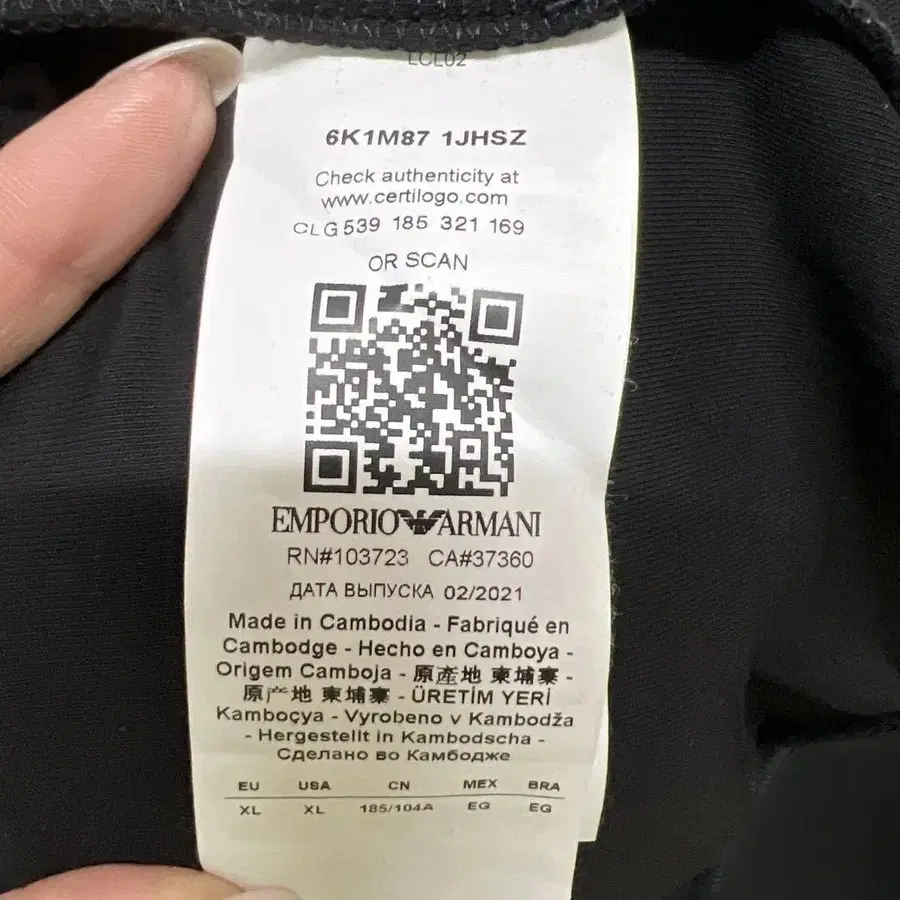 LCL02
6K1M87 1JHSZ
Check authenticity at
www.certilogo.com
CLG 539 185 321 169
OR SCAN
EMPORIO ARMANI
RN#103723 CA#37360
ДАТА ВЫПУСКА 02/2021
Made in Cambodia - Fabriqué en
Cambodge - Hecho en Camboya -
Origem Camboja - 原產地 柬埔寨 -
原产地 柬埔寨 - ÜRETİM YERİ
Kamboçya - Vyrobeno v Kambodža
- Hergestellt in Kambodscha -
Сделано во Камбодже
EU USA CN MEX BRA
XL XL 185/104A EG EG